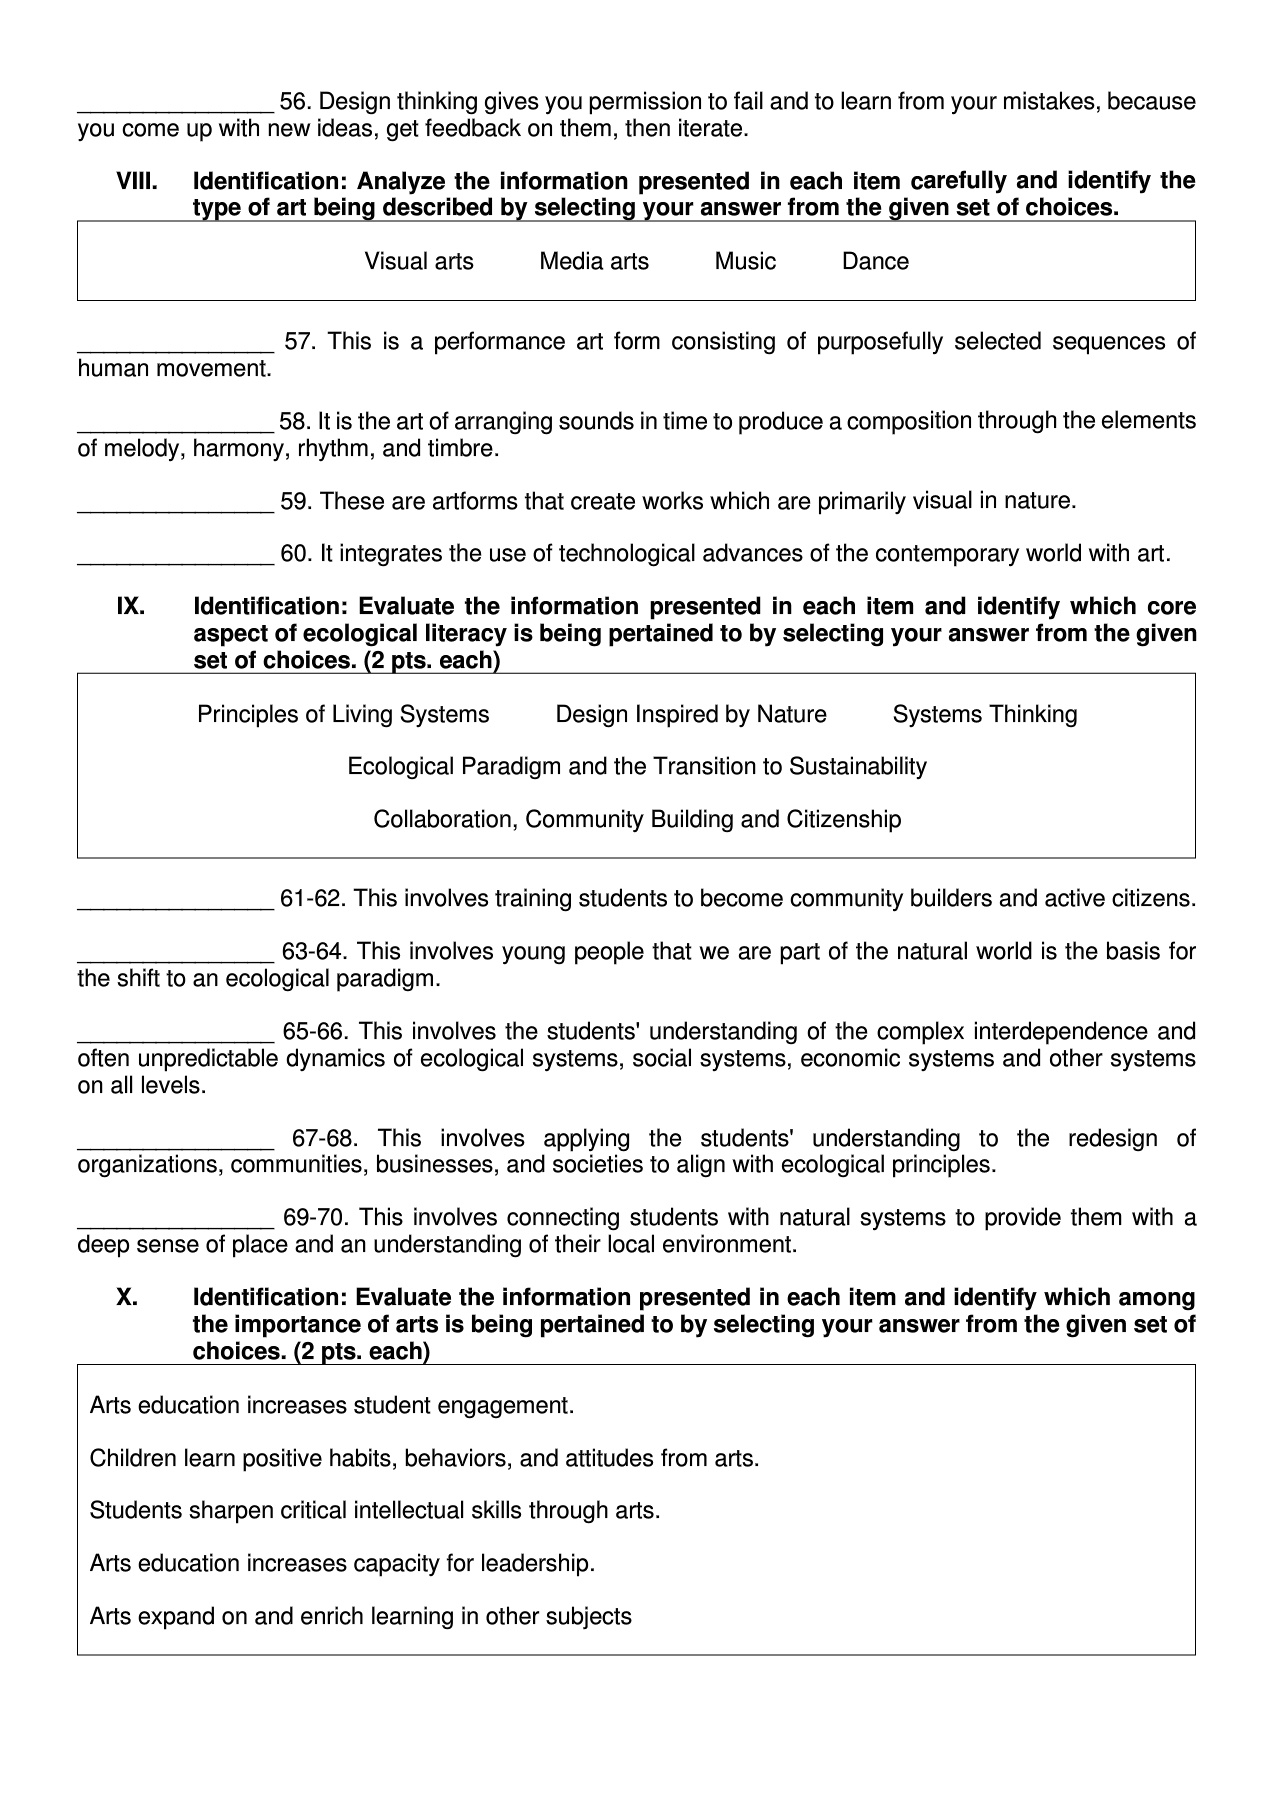 _______________ 56. Design thinking gives you permission to fail and to learn from your mistakes, because
you come up with new ideas, get feedback on them, then iterate.
VIII. Identification: Analyze the information presented in each item carefully and identify the
type of art being described by selecting your answer from the given set of choices.
Visual arts Media arts Music Dance
_______________ 57. This is a performance art form consisting of purposefully selected sequences of
human movement.
_______________ 58. It is the art of arranging sounds in time to produce a composition through the elements
of melody, harmony, rhythm, and timbre.
_______________ 59. These are artforms that create works which are primarily visual in nature.
_______________ 60. It integrates the use of technological advances of the contemporary world with art.
IX. Identification: Evaluate the information presented in each item and identify which core
aspect of ecological literacy is being pertained to by selecting your answer from the given
set of choices. (2 pts. each)
Principles of Living Systems Design Inspired by Nature Systems Thinking
Ecological Paradigm and the Transition to Sustainability
Collaboration, Community Building and Citizenship
_______________ 61-62. This involves training students to become community builders and active citizens.
_______________ 63-64. This involves young people that we are part of the natural world is the basis for
the shift to an ecological paradigm.
_______________ 65-66. This involves the students' understanding of the complex interdependence and
often unpredictable dynamics of ecological systems, social systems, economic systems and other systems
on all levels.
_______________ 67-68. This involves applying the students' understanding to the redesign of
organizations, communities, businesses, and societies to align with ecological principles.
_______________ 69-70. This involves connecting students with natural systems to provide them with a
deep sense of place and an understanding of their local environment.
X. Identification: Evaluate the information presented in each item and identify which among
the importance of arts is being pertained to by selecting your answer from the given set of
choices. (2 pts. each)
Arts education increases student engagement.
Children learn positive habits, behaviors, and attitudes from arts.
Students sharpen critical intellectual skills through arts.
Arts education increases capacity for leadership.
Arts expand on and enrich learning in other subjects